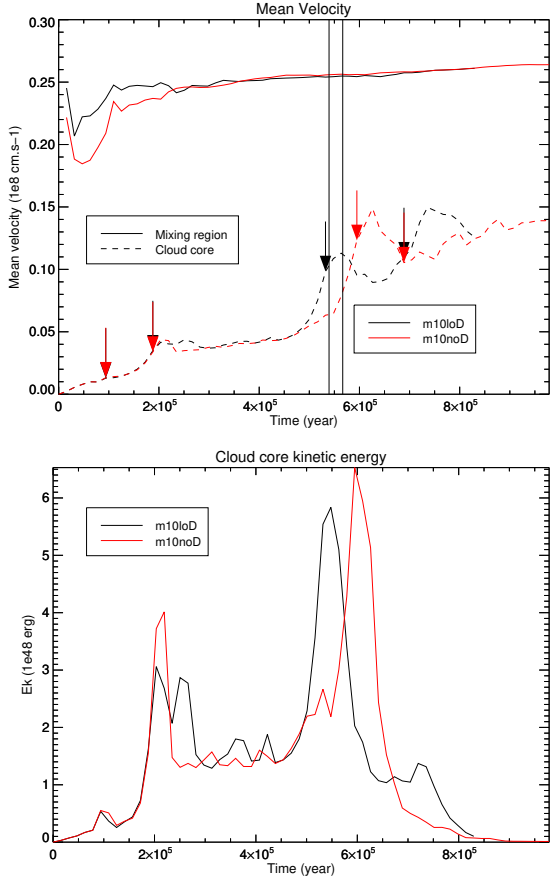 Mean Velocity
0.30
0.25
0.20
0.15
0.10
0.05
0.00
Mean velocity (1e8 cm.s−1)
Mixing region
Cloud core
m10loD
m10noD
0
2×10⁵
4×10⁵
6×10⁵
8×10⁵
Time (year)
Cloud core kinetic energy
6
5
4
3
2
1
0
Ek (1e48 erg)
m10loD
m10noD
0
2×10⁵
4×10⁵
6×10⁵
8×10⁵
Time (year)